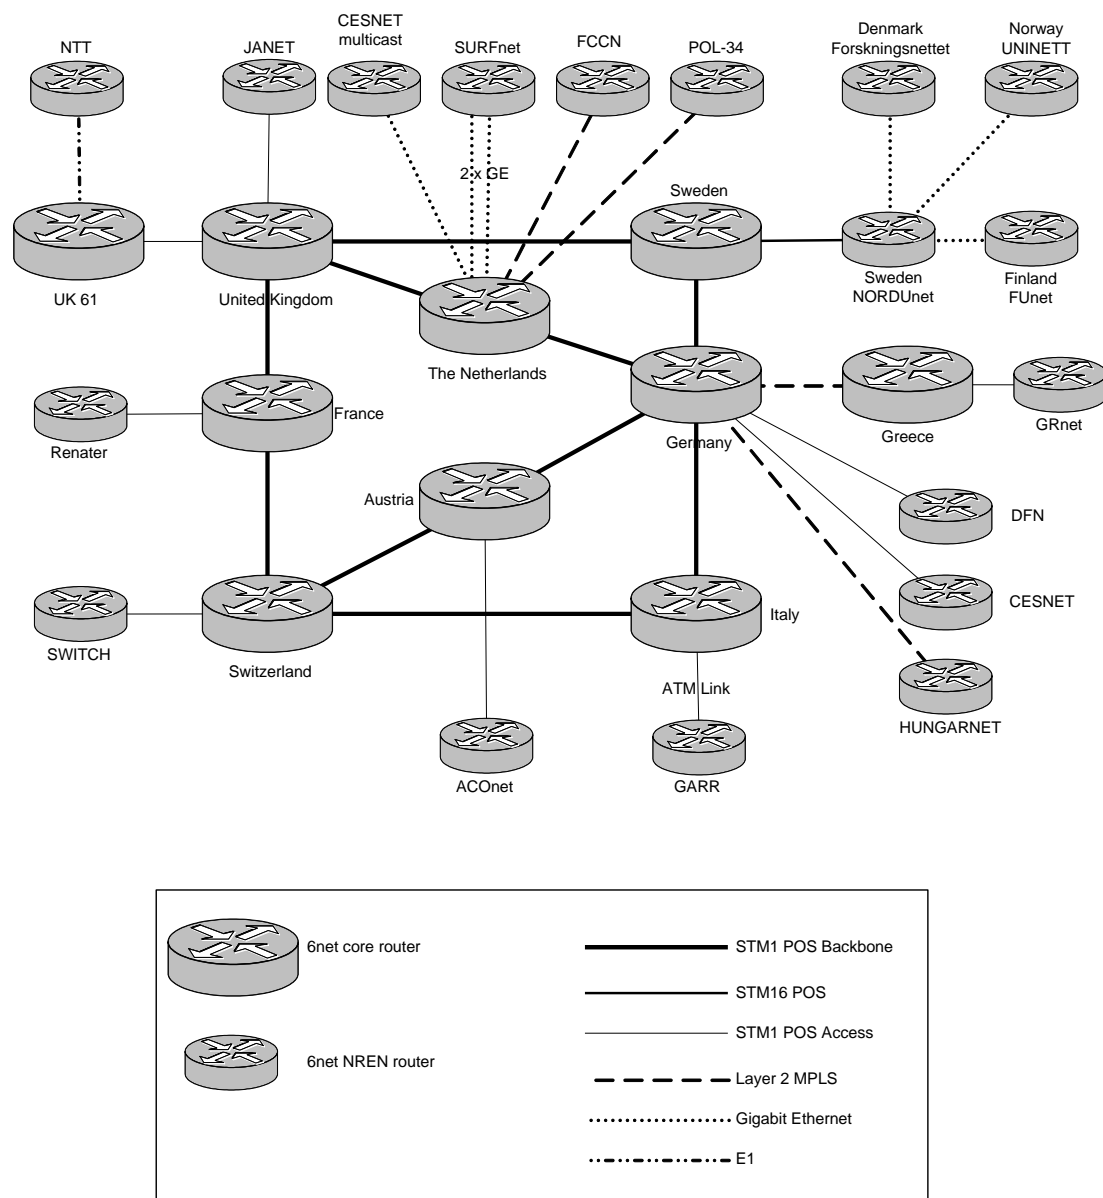 CESNET
multicast
Denmark
Forskningsnettet
Norway
UNINETT
NTT
JANET
SURFnet
FCCN
POL-34
2 x GE
Sweden
UK 61
United Kingdom
Sweden
NORDUnet
Finland
FUnet
The Netherlands
France
Renater
Germany
Greece
GRnet
Austria
DFN
CESNET
Italy
SWITCH
Switzerland
ATM Link
HUNGARNET
ACOnet
GARR
6net core router
STM1 POS Backbone
STM16 POS
STM1 POS Access
6net NREN router
Layer 2 MPLS
Gigabit Ethernet
E1